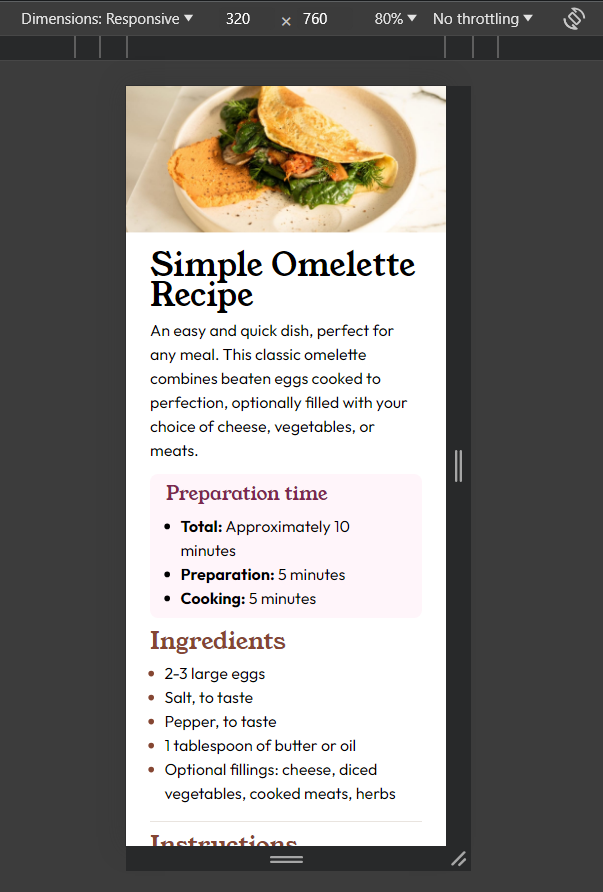 Dimensions: Responsive ▼ 320 × 760 80% ▼ No throttling ▼
Simple Omelette
Recipe
An easy and quick dish, perfect for
any meal. This classic omelette
combines beaten eggs cooked to
perfection, optionally filled with your
choice of cheese, vegetables, or
meats.
Preparation time
• Total: Approximately 10
minutes
• Preparation: 5 minutes
• Cooking: 5 minutes
Ingredients
• 2-3 large eggs
• Salt, to taste
• Pepper, to taste
• 1 tablespoon of butter or oil
• Optional fillings: cheese, diced
vegetables, cooked meats, herbs
Instructions